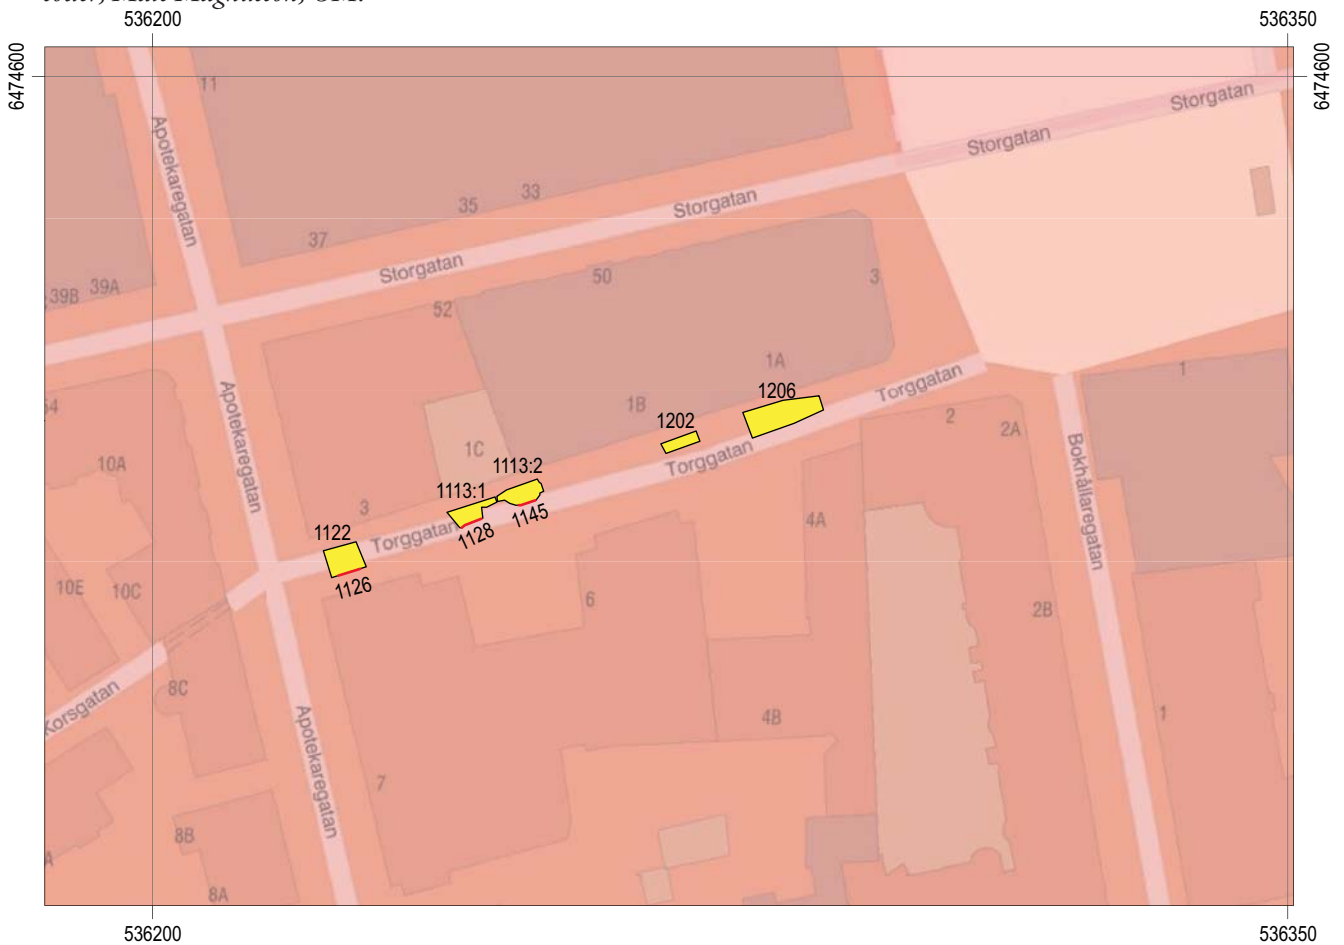 536200
536350
6474600
6474600
11
Apotekaregatan
Storgatan
Storgatan
33
35
Storgatan
37
Storgatan
39B
39A
50
3
52
1A
1
Torggatan
1206
54
1B
2
2A
1202
Apotekaregatan
1C
10A
1113:2
Torggatan
Bokhållaregatan
1113:1
3
1145
4A
1122
Torggatan
1128
10E
10C
1126
6
2B
8C
Korsgatan
4B
1
Apotekaregatan
7
8B
A
8A
536200
536350